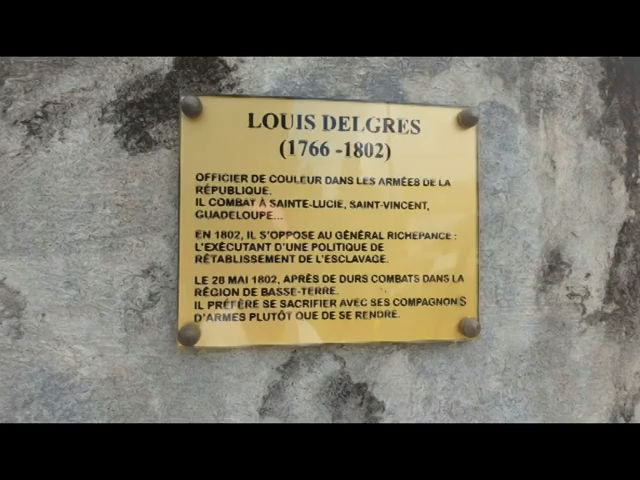 LOUIS DELGRES
(1766 -1802)
OFFICIER DE COULEUR DANS LES ARMÉES DE LA
RÉPUBLIQUE.
IL COMBAT À SAINTE-LUCIE, SAINT-VINCENT,
GUADELOUPE...
EN 1802, IL S'OPPOSE AU GÉNÉRAL RICHEPANCE :
L'EXÉCUTANT D'UNE POLITIQUE DE
RÉTABLISSEMENT DE L'ESCLAVAGE.
LE 28 MAI 1802, APRÈS DE DURS COMBATS DANS LA
RÉGION DE BASSE-TERRE.
IL PRÉFÈRE SE SACRIFIER AVEC SES COMPAGNONS
D'ARMES PLUTÔT QUE DE SE RENDRE.